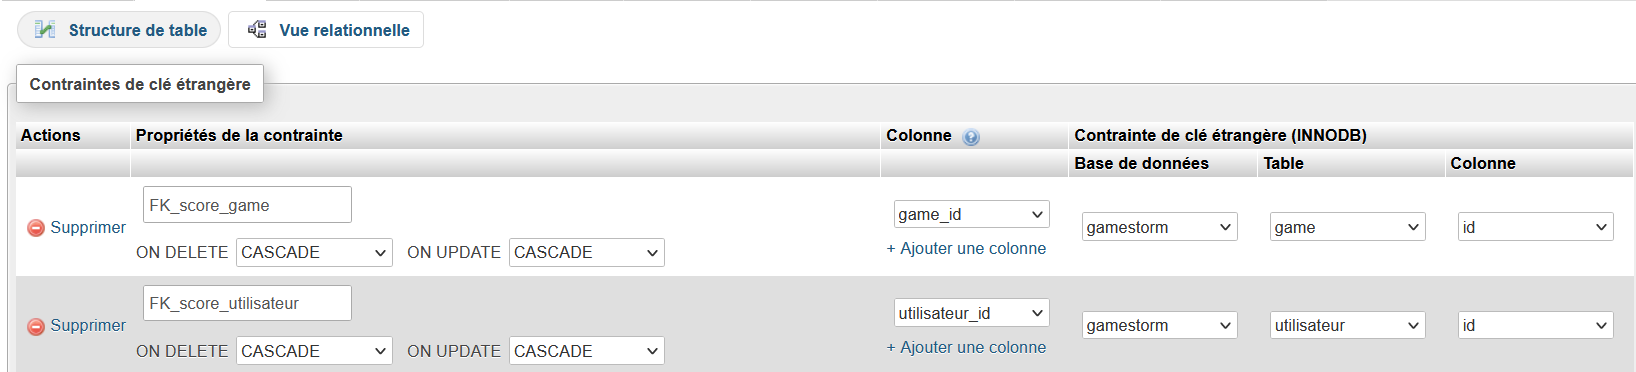 Structure de table Vue relationnelle
Contraintes de clé étrangère
Actions Propriétés de la contrainte Colonne Contrainte de clé étrangère (INNODB)
Base de données Table Colonne
FK_score_game
Supprimer game_id gamestorm game id
ON DELETE CASCADE ON UPDATE CASCADE + Ajouter une colonne
FK_score_utilisateur
Supprimer utilisateur_id gamestorm utilisateur id
ON DELETE CASCADE ON UPDATE CASCADE + Ajouter une colonne